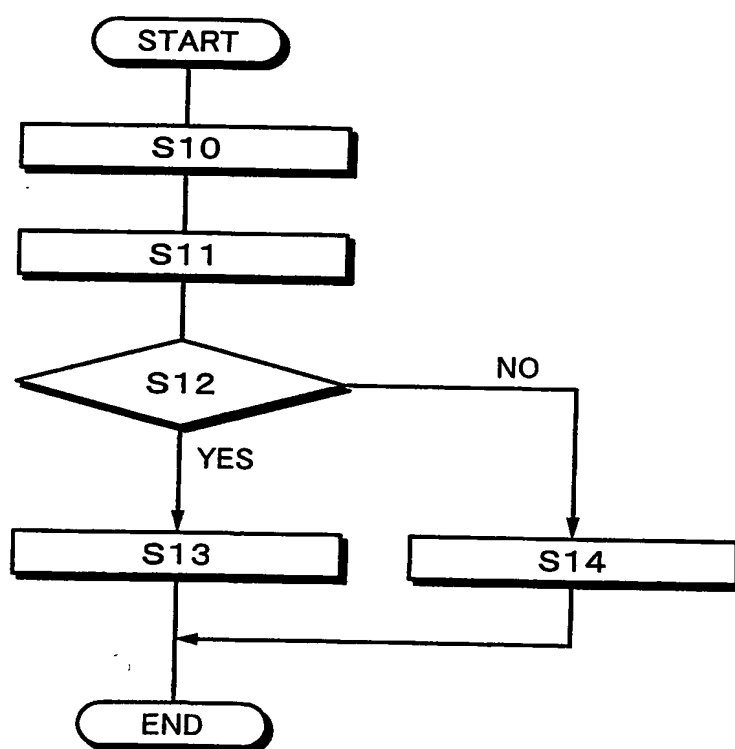 START
S10
S11
S12
NO
YES
S13
S14
END